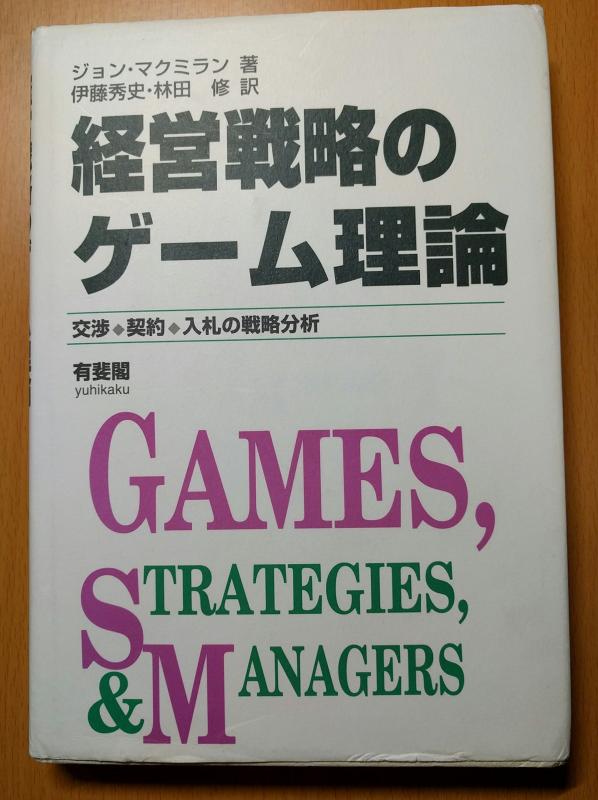 ジョン・マクミラン 著
伊藤秀史・林田 修 訳
経営戦略の
ゲーム理論
交渉◆契約◆入札の戦略分析
有斐閣
yuhikaku
GAMES,
STRATEGIES,
&MANAGERS